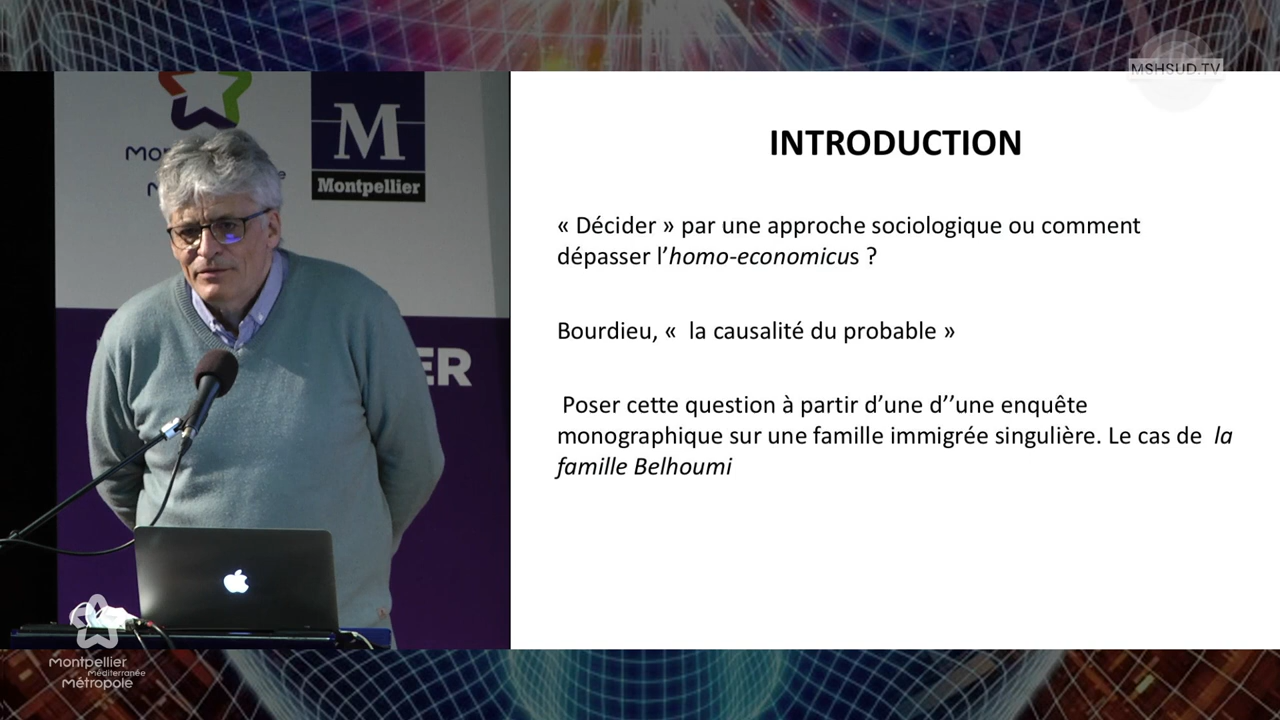 MSHSUD.TV
M
Montpellier
INTRODUCTION
« Décider » par une approche sociologique ou comment
dépasser l’homo-economicus ?
Bourdieu, «  la causalité du probable »
Poser cette question à partir d’une d’’une enquête
monographique sur une famille immigrée singulière. Le cas de  la
famille Belhoumi
Montpellier
Méditerranée
Métropole